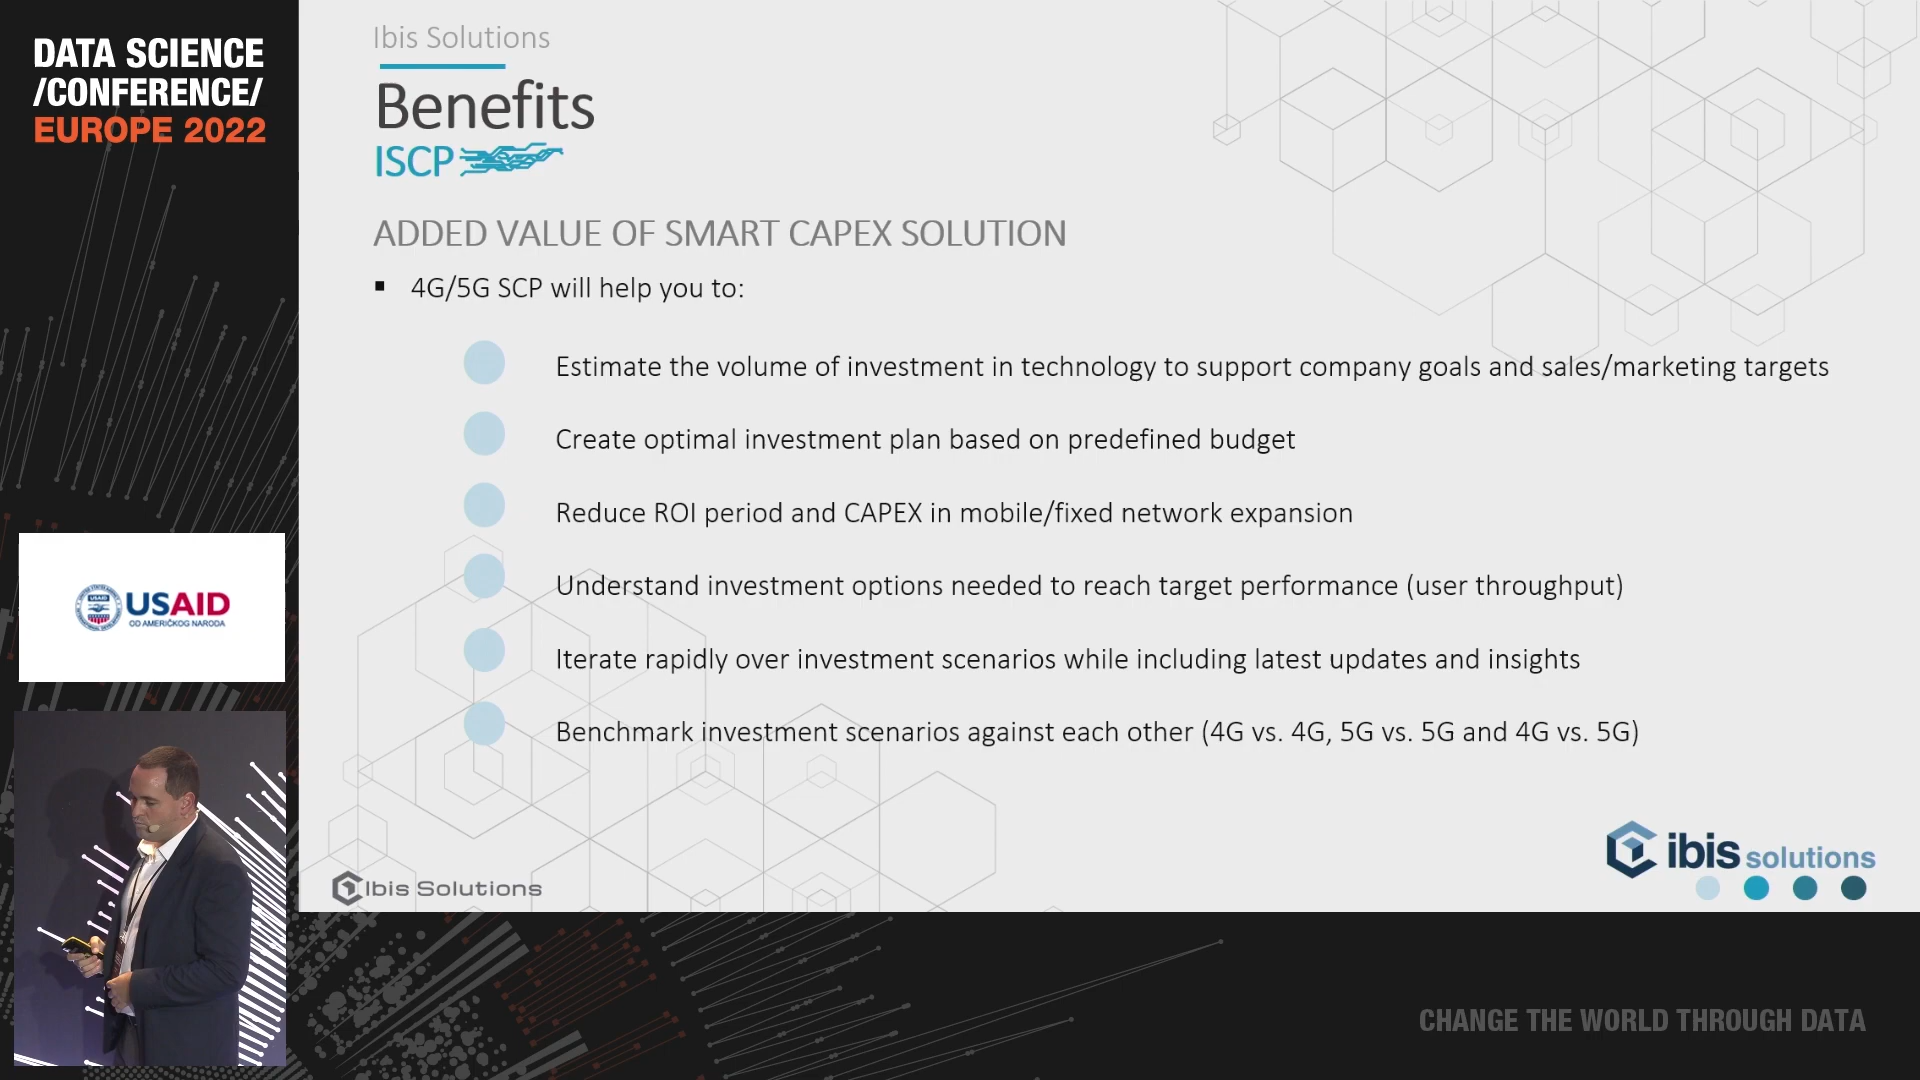 DATA SCIENCE
/CONFERENCE/
EUROPE 2022
Ibis Solutions
Benefits
ISCP
ADDED VALUE OF SMART CAPEX SOLUTION
4G/5G SCP will help you to:
Estimate the volume of investment in technology to support company goals and sales/marketing targets
Create optimal investment plan based on predefined budget
Reduce ROI period and CAPEX in mobile/fixed network expansion
Understand investment options needed to reach target performance (user throughput)
Iterate rapidly over investment scenarios while including latest updates and insights
Benchmark investment scenarios against each other (4G vs. 4G, 5G vs. 5G and 4G vs. 5G)
USAID
OD AMERIČKOG NARODA
Ibis Solutions
ibis solutions
CHANGE THE WORLD THROUGH DATA